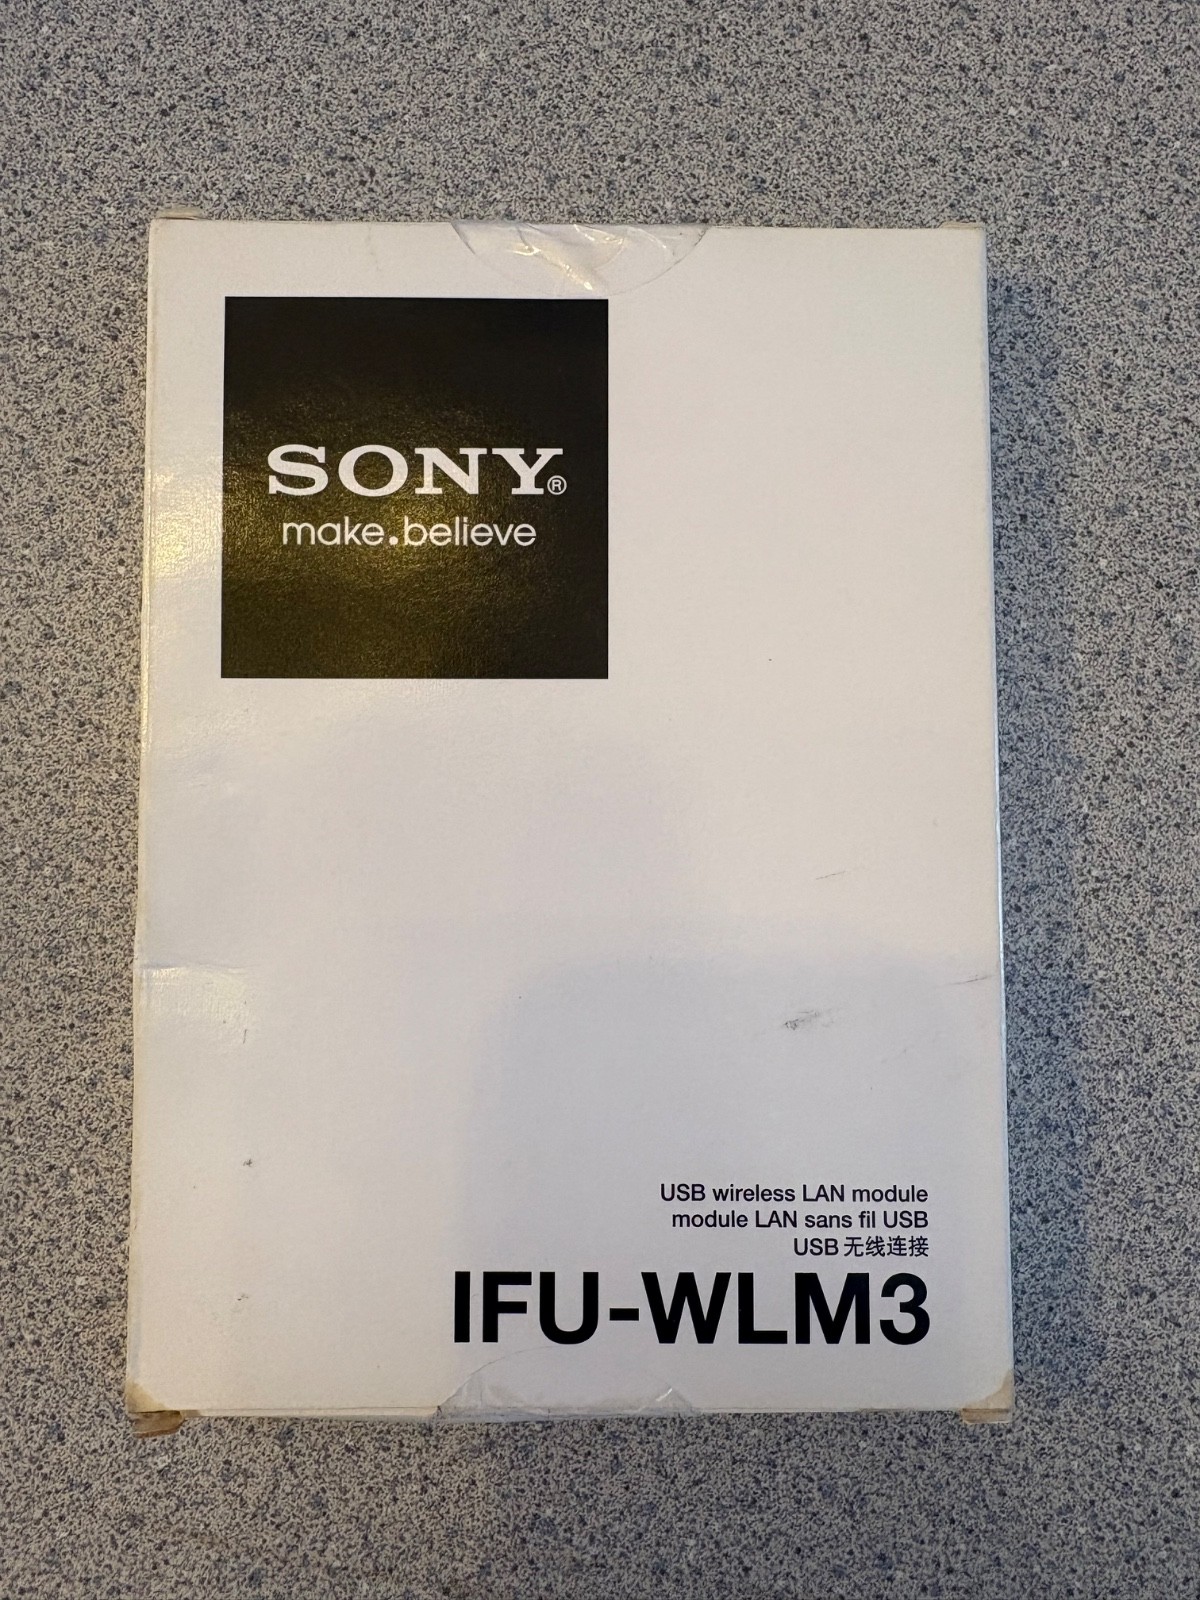 SONY®
make.believe
USB wireless LAN module
module LAN sans fil USB
USB无线连接
IFU-WLM3